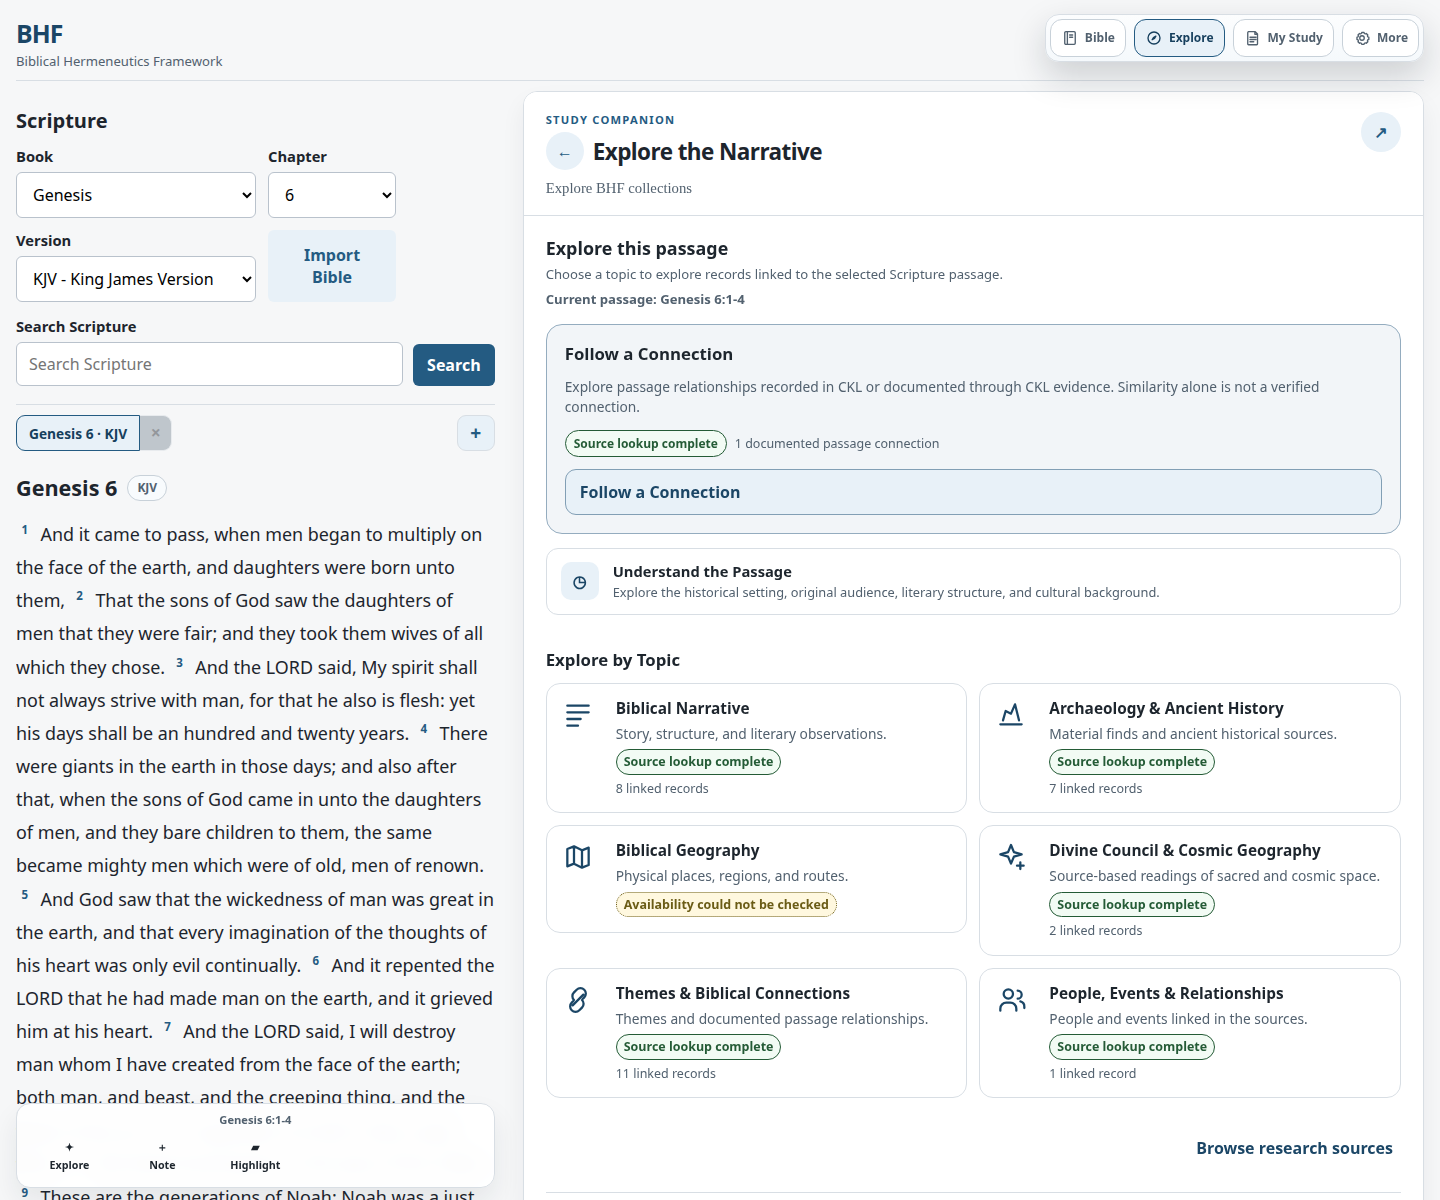 BHF
Biblical Hermeneutics Framework
Bible
Explore
My Study
More
Scripture
Book
Chapter
Genesis
6
Version
KJV - King James Version
Import
Bible
Search Scripture
Search Scripture
Search
Genesis 6 · KJV
×
+
Genesis 6
KJV
1 And it came to pass, when men began to multiply on
the face of the earth, and daughters were born unto
them, 2 That the sons of God saw the daughters of
men that they were fair; and they took them wives of all
which they chose. 3 And the LORD said, My spirit shall
not always strive with man, for that he also is flesh: yet
his days shall be an hundred and twenty years. 4 There
were giants in the earth in those days; and also after
that, when the sons of God came in unto the daughters
of men, and they bare children to them, the same
became mighty men which were of old, men of renown.
5 And God saw that the wickedness of man was great in
the earth, and that every imagination of the thoughts of
his heart was only evil continually. 6 And it repented the
LORD that he had made man on the earth, and it grieved
him at his heart. 7 And the LORD said, I will destroy
man whom I have created from the face of the earth;
both man, and beast, and the creeping thing, and the
Genesis 6:1-4
Explore
+
Note
Highlight
9 These are the generations of Noah: Noah was a just
STUDY COMPANION
← Explore the Narrative
↗
Explore BHF collections
Explore this passage
Choose a topic to explore records linked to the selected Scripture passage.
Current passage: Genesis 6:1-4
Follow a Connection
Explore passage relationships recorded in CKL or documented through CKL evidence. Similarity alone is not a verified
connection.
Source lookup complete 1 documented passage connection
Follow a Connection
Understand the Passage
Explore the historical setting, original audience, literary structure, and cultural background.
Explore by Topic
Biblical Narrative
Story, structure, and literary observations.
Source lookup complete
8 linked records
Archaeology & Ancient History
Material finds and ancient historical sources.
Source lookup complete
7 linked records
Biblical Geography
Physical places, regions, and routes.
Availability could not be checked
Divine Council & Cosmic Geography
Source-based readings of sacred and cosmic space.
Source lookup complete
2 linked records
Themes & Biblical Connections
Themes and documented passage relationships.
Source lookup complete
11 linked records
People, Events & Relationships
People and events linked in the sources.
Source lookup complete
1 linked record
Browse research sources